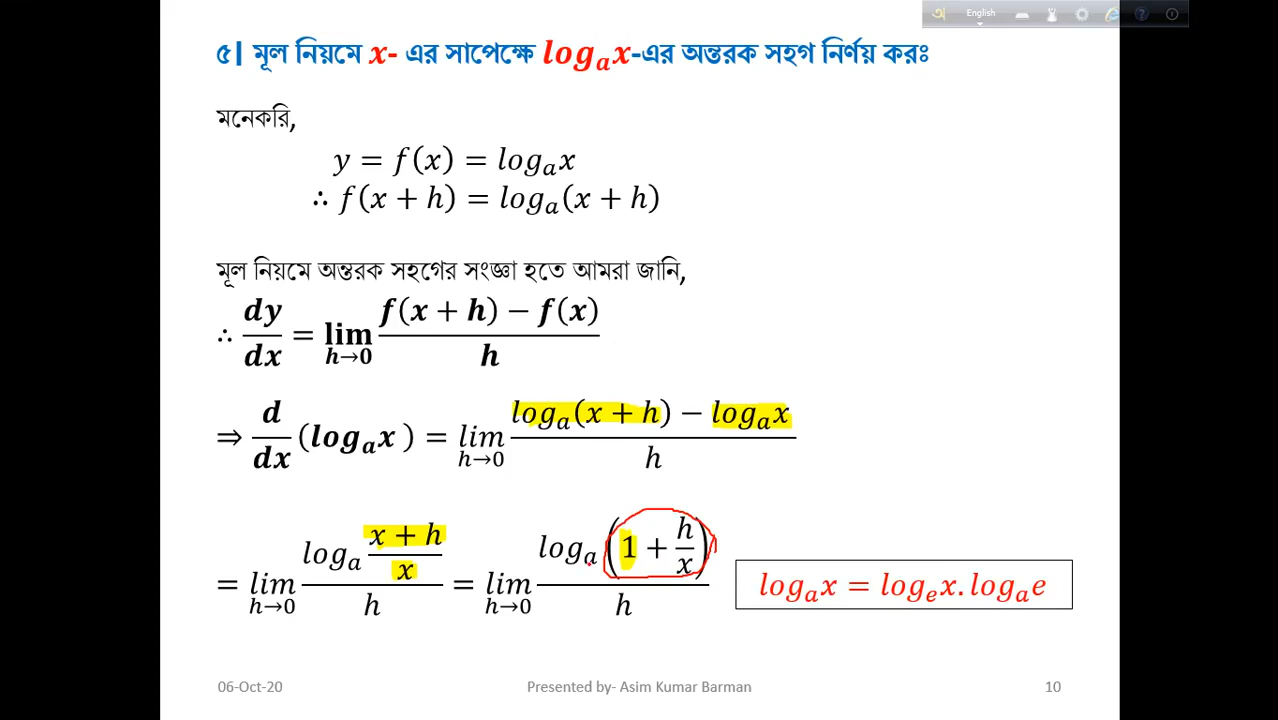 English
৫| মূল নিয়মে x- এর সাপেক্ষে logₐx-এর অন্তরক সহগ নির্ণয় করঃ
মনেকরি,
y = f(x) = logₐx
∴ f(x + h) = logₐ(x + h)
মূল নিয়মে অন্তরক সহগের সংজ্ঞা হতে আমরা জানি,
∴ dy/dx = lim h→0 f(x + h) − f(x) / h
⇒ d/dx (logₐx ) = lim h→0 logₐ(x + h) − logₐx / h
= lim h→0 logₐ x + h/x / h = lim h→0 logₐ (1 + h/x) / h
logₐx = logₑx. logₐe
06-Oct-20 Presented by- Asim Kumar Barman 10